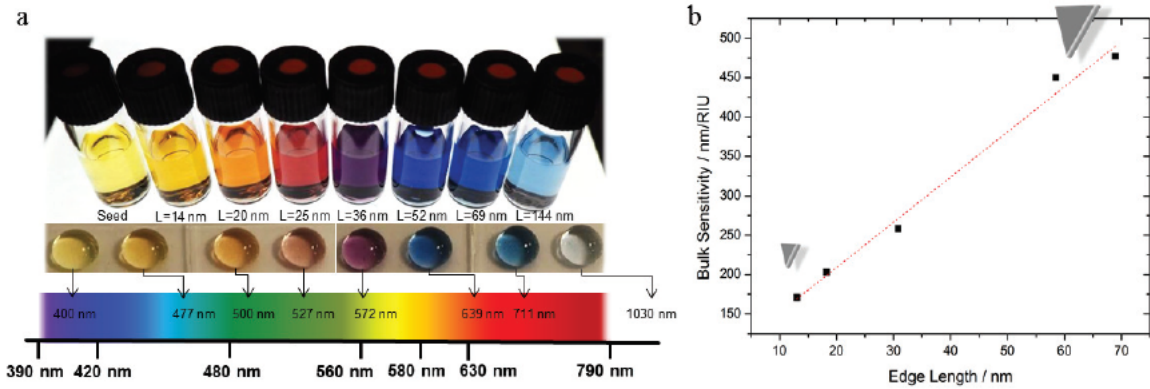 a
Seed L=14 nm L=20 nm L=25 nm L=36 nm L=52 nm L=69 nm L=144 nm
400 nm 477 nm 500 nm 527 nm 572 nm 639 nm 711 nm 1030 nm
390 nm 420 nm 480 nm 560 nm 580 nm 630 nm 790 nm
b
Bulk Sensitivity / nm/RIU
500
450
400
350
300
250
200
150
10 20 30 40 50 60 70
Edge Length / nm